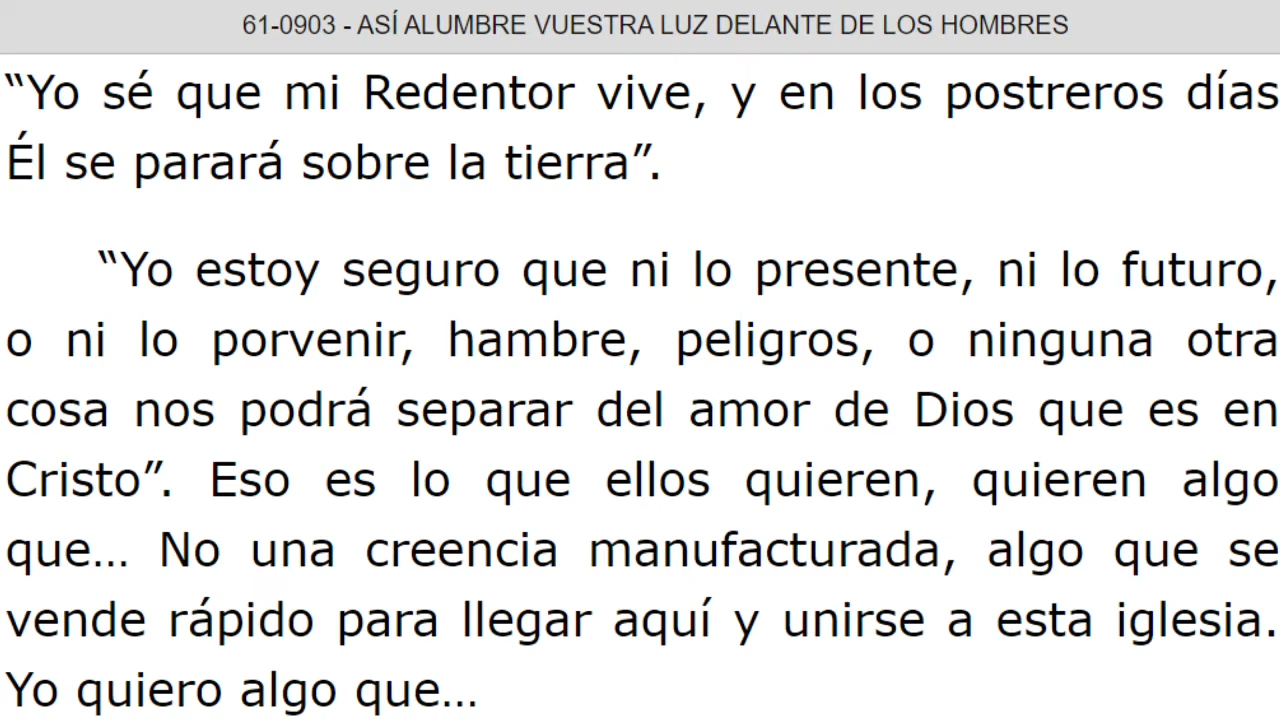 61-0903 - ASÍ ALUMBRE VUESTRA LUZ DELANTE DE LOS HOMBRES
“Yo sé que mi Redentor vive, y en los postreros días
Él se parará sobre la tierra”.
“Yo estoy seguro que ni lo presente, ni lo futuro,
o ni lo porvenir, hambre, peligros, o ninguna otra
cosa nos podrá separar del amor de Dios que es en
Cristo”. Eso es lo que ellos quieren, quieren algo
que… No una creencia manufacturada, algo que se
vende rápido para llegar aquí y unirse a esta iglesia.
Yo quiero algo que…